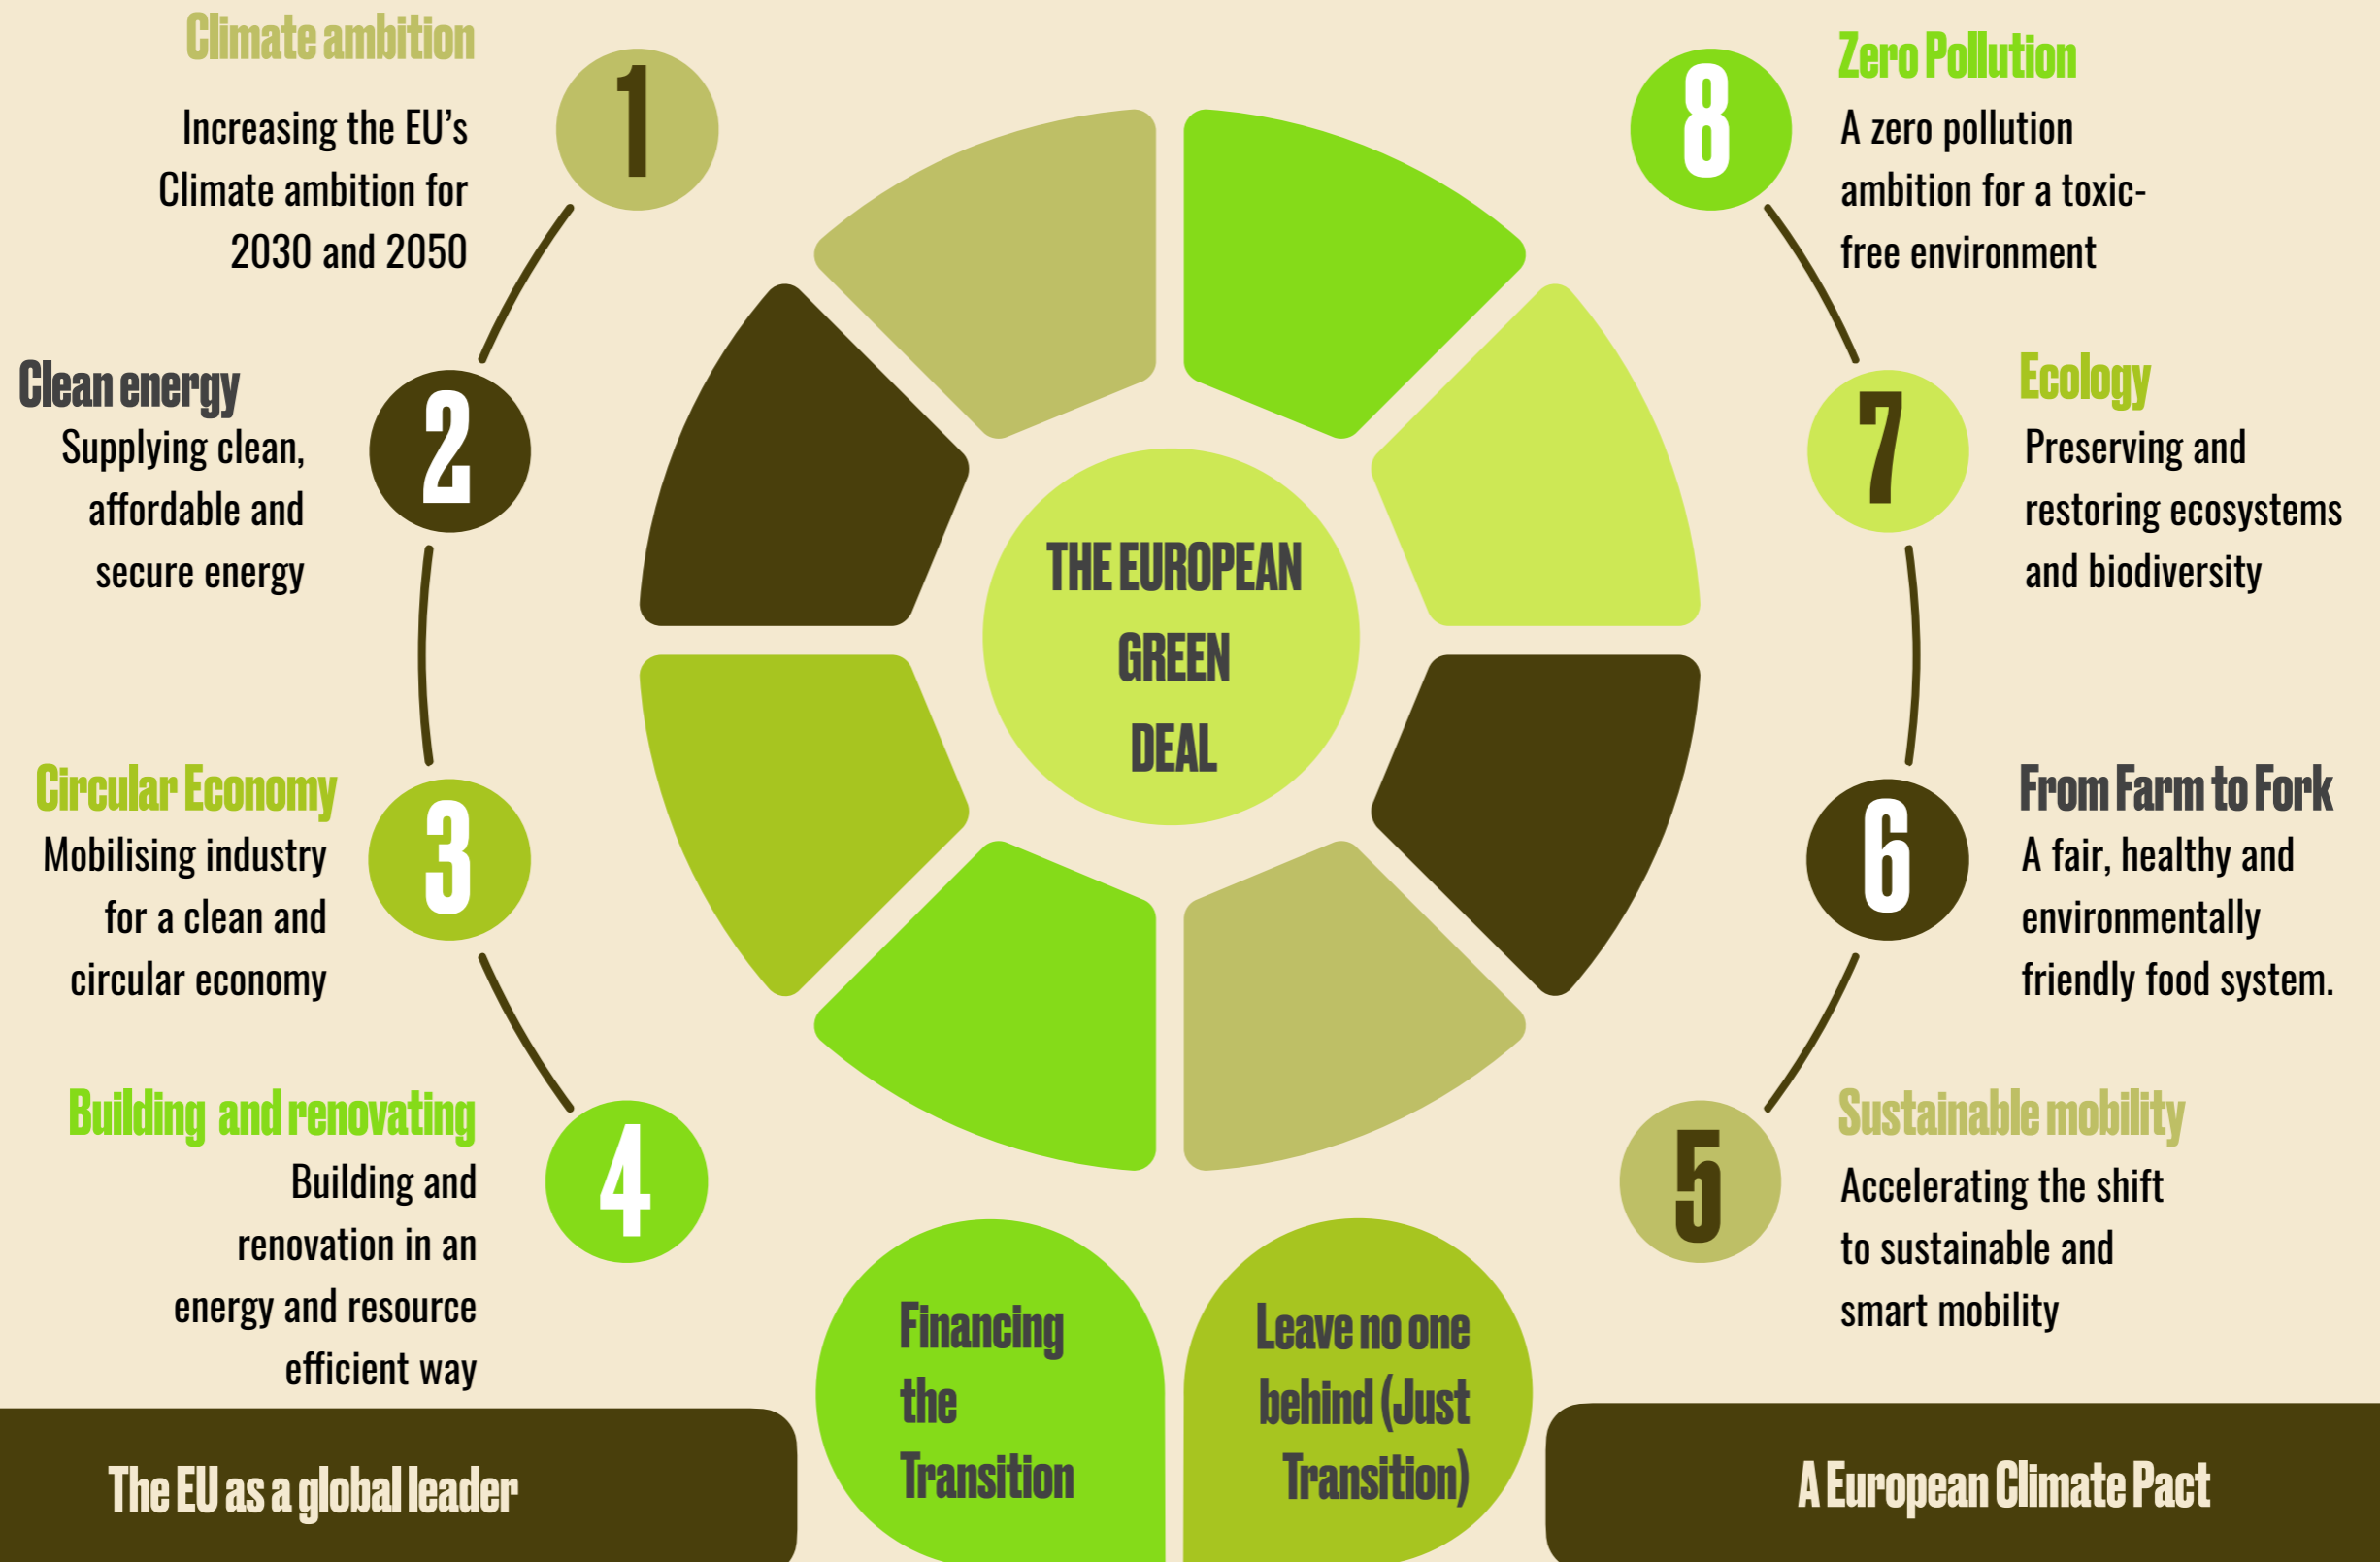 Climate ambition
1
Increasing the EU's
Climate ambition for
2030 and 2050
Clean energy
2
Supplying clean,
affordable and
secure energy
Circular Economy
3
Mobilising industry
for a clean and
circular economy
Building and renovating
4
Building and
renovation in an
energy and resource
efficient way
THE EUROPEAN
GREEN
DEAL
8
Zero Pollution
A zero pollution
ambition for a toxic-
free environment
7
Ecology
Preserving and
restoring ecosystems
and biodiversity
6
From Farm to Fork
A fair, healthy and
environmentally
friendly food system.
5
Sustainable mobility
Accelerating the shift
to sustainable and
smart mobility
The EU as a global leader
Financing
the
Transition
Leave no one
behind (Just
Transition)
A European Climate Pact